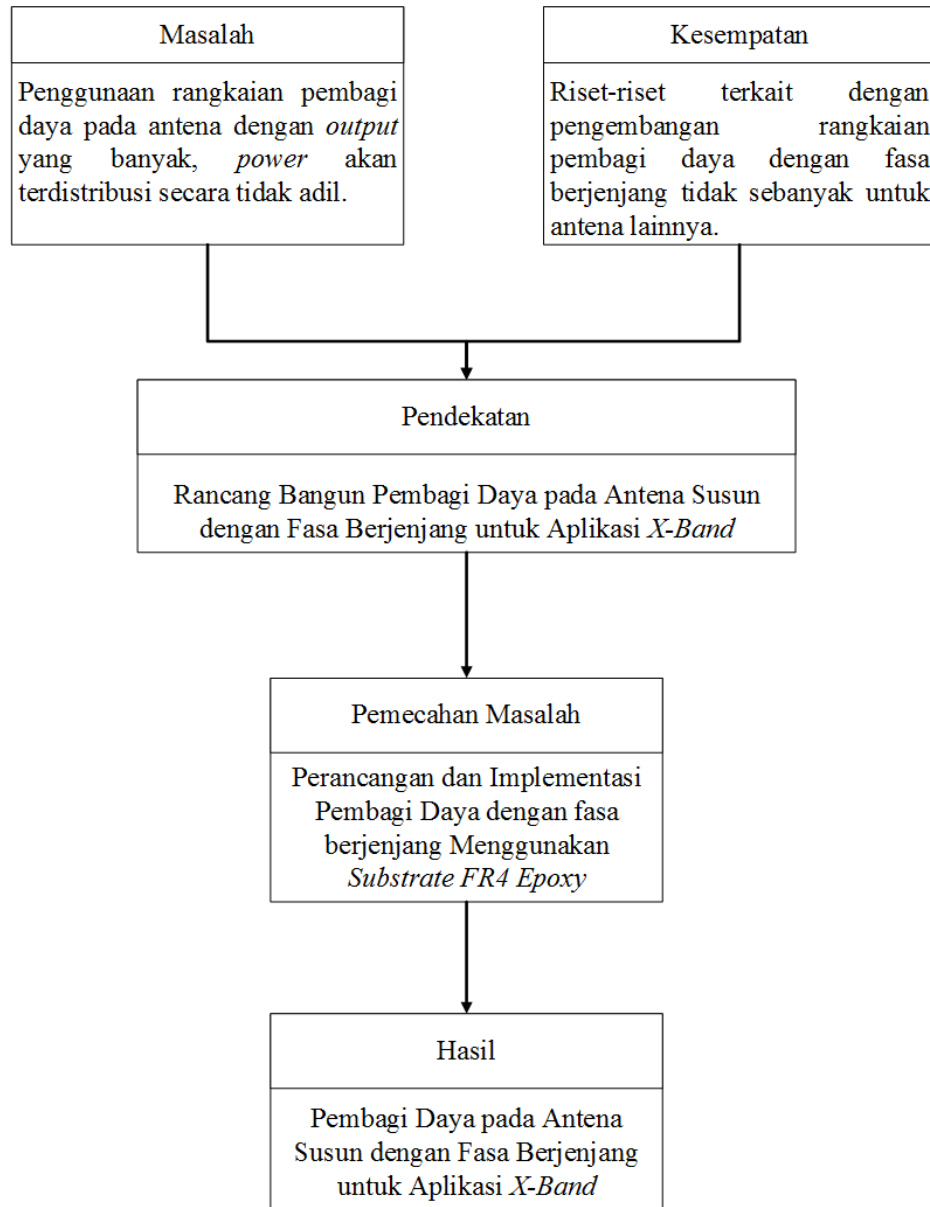 Masalah
Penggunaan rangkaian pembagi
daya pada antena dengan output
yang banyak, power akan
terdistribusi secara tidak adil.
Kesempatan
Riset-riset terkait dengan
pengembangan rangkaian
pembagi daya dengan fasa
berjenjang tidak sebanyak untuk
antena lainnya.
Pendekatan
Rancang Bangun Pembagi Daya pada Antena Susun
dengan Fasa Berjenjang untuk Aplikasi X-Band
Pemecahan Masalah
Perancangan dan Implementasi
Pembagi Daya dengan fasa
berjenjang Menggunakan
Substrate FR4 Epoxy
Hasil
Pembagi Daya pada Antena
Susun dengan Fasa Berjenjang
untuk Aplikasi X-Band